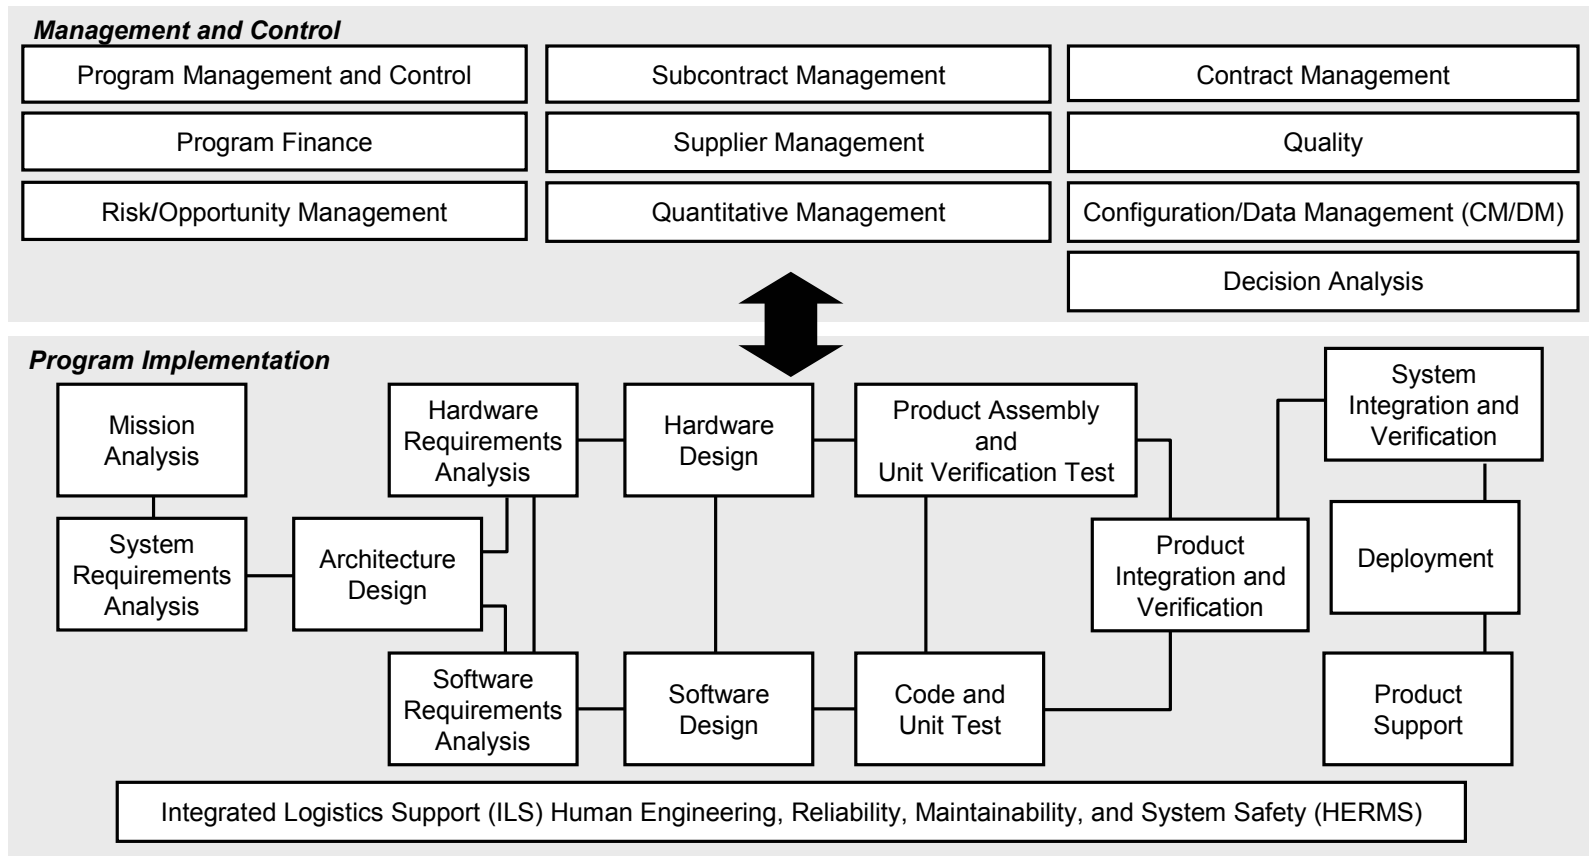 Management and Control
Program Management and Control
Subcontract Management
Contract Management
Program Finance
Supplier Management
Quality
Risk/Opportunity Management
Quantitative Management
Configuration/Data Management (CM/DM)
Decision Analysis
Program Implementation
Mission
Analysis
Hardware
Requirements
Analysis
Hardware
Design
Product Assembly
and
Unit Verification Test
System
Integration and
Verification
System
Requirements
Analysis
Architecture
Design
Product
Integration and
Verification
Deployment
Software
Requirements
Analysis
Software
Design
Code and
Unit Test
Product
Support
Integrated Logistics Support (ILS) Human Engineering, Reliability, Maintainability, and System Safety (HERMS)